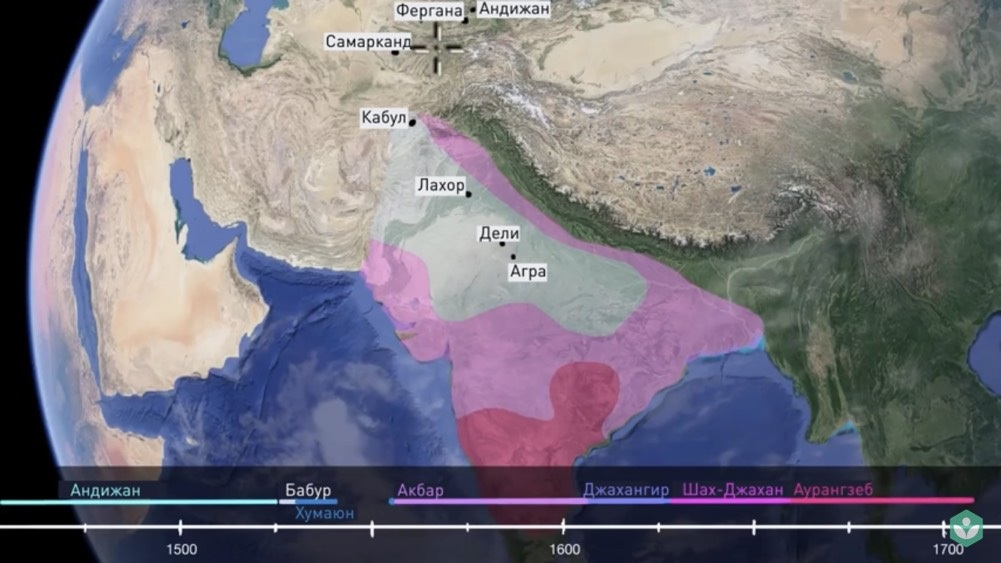 Фергана
Андижан
Самарканд
Кабул
Лахор
Дели
Агра
Андижан
Бабур
Хумаюн
Акбар
Джахангир
Шах-Джахан
Аурангзеб
1500
1600
1700